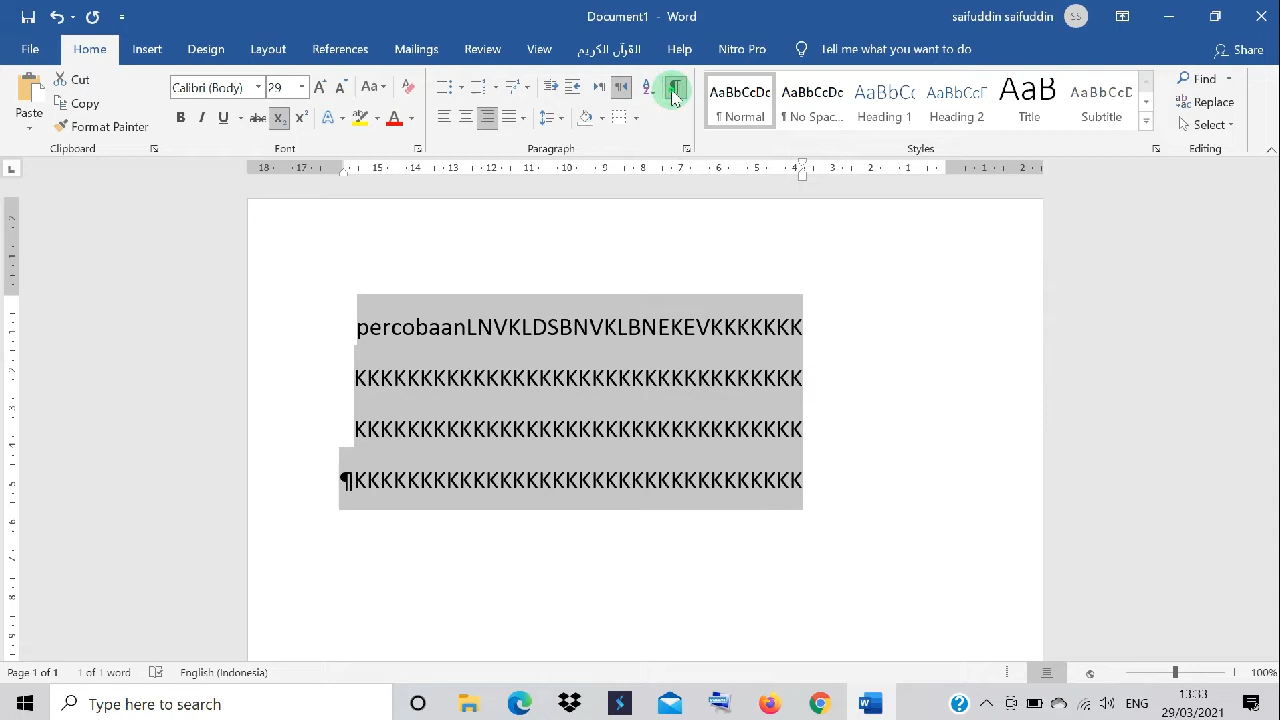 Document1 - Word
saifuddin saifuddin
SS
File
Home
Insert
Design
Layout
References
Mailings
Review
View
القرآن الكريم
Help
Nitro Pro
Tell me what you want to do
Share
Paste
Cut
Copy
Format Painter
Clipboard
Calibri (Body)
29
Font
Paragraph
AaBbCcDc
¶ Normal
AaBbCcDc
¶ No Spac...
AaBbCc
Heading 1
AaBbCcF
Heading 2
AaB
Title
AaBbCcD
Subtitle
Styles
Find
Replace
Select
Editing
percobaanLNVKLDSBNVKLBNEKEVKKKKKKK
KKKKKKKKKKKKKKKKKKKKKKKKKKKKKKKKKK
KKKKKKKKKKKKKKKKKKKKKKKKKKKKKKKKKK
¶KKKKKKKKKKKKKKKKKKKKKKKKKKKKKKKKKK
Page 1 of 1
1 of 1 word
English (Indonesia)
100%
Type here to search
ENG
13:33
29/03/2021